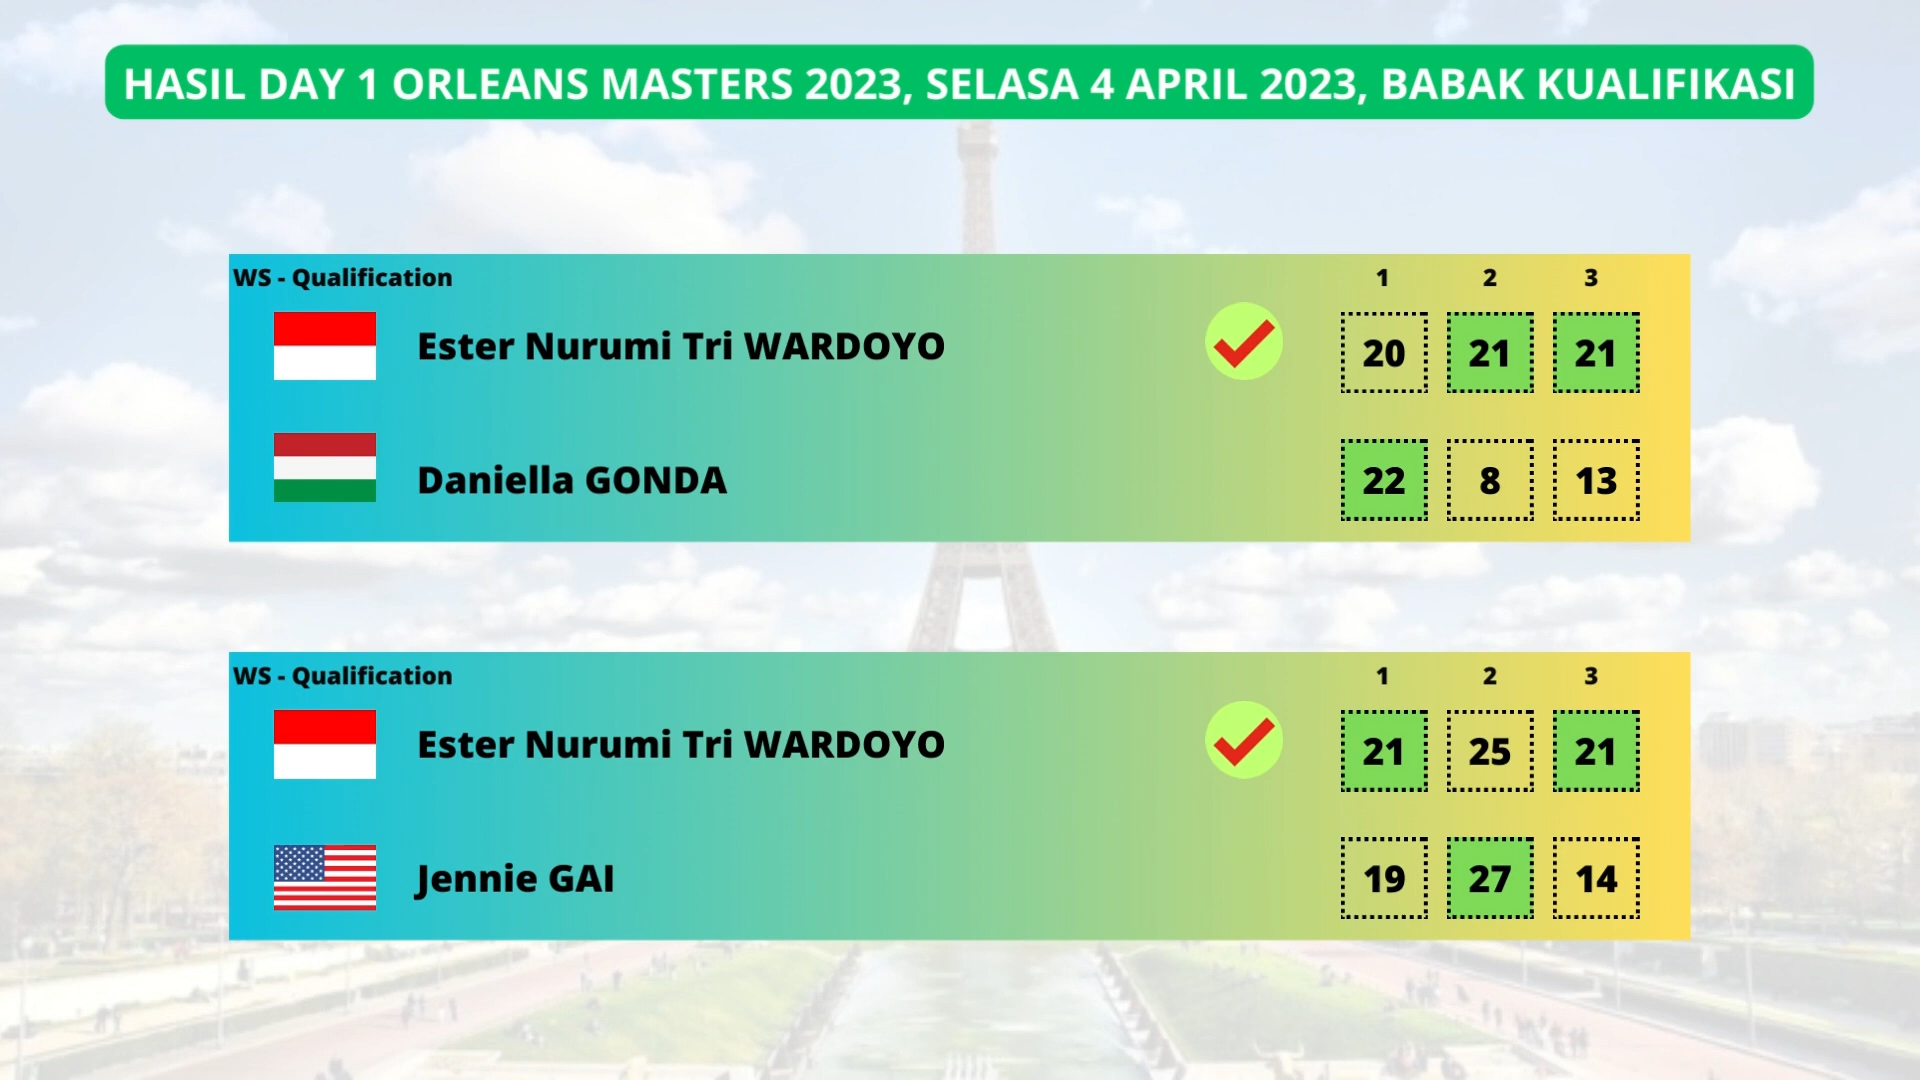 HASIL DAY 1 ORLEANS MASTERS 2023, SELASA 4 APRIL 2023, BABAK KUALIFIKASI
WS - Qualification 1 2 3
Ester Nurumi Tri WARDOYO 20 21 21
Daniella GONDA 22 8 13
WS - Qualification 1 2 3
Ester Nurumi Tri WARDOYO 21 25 21
Jennie GAI 19 27 14